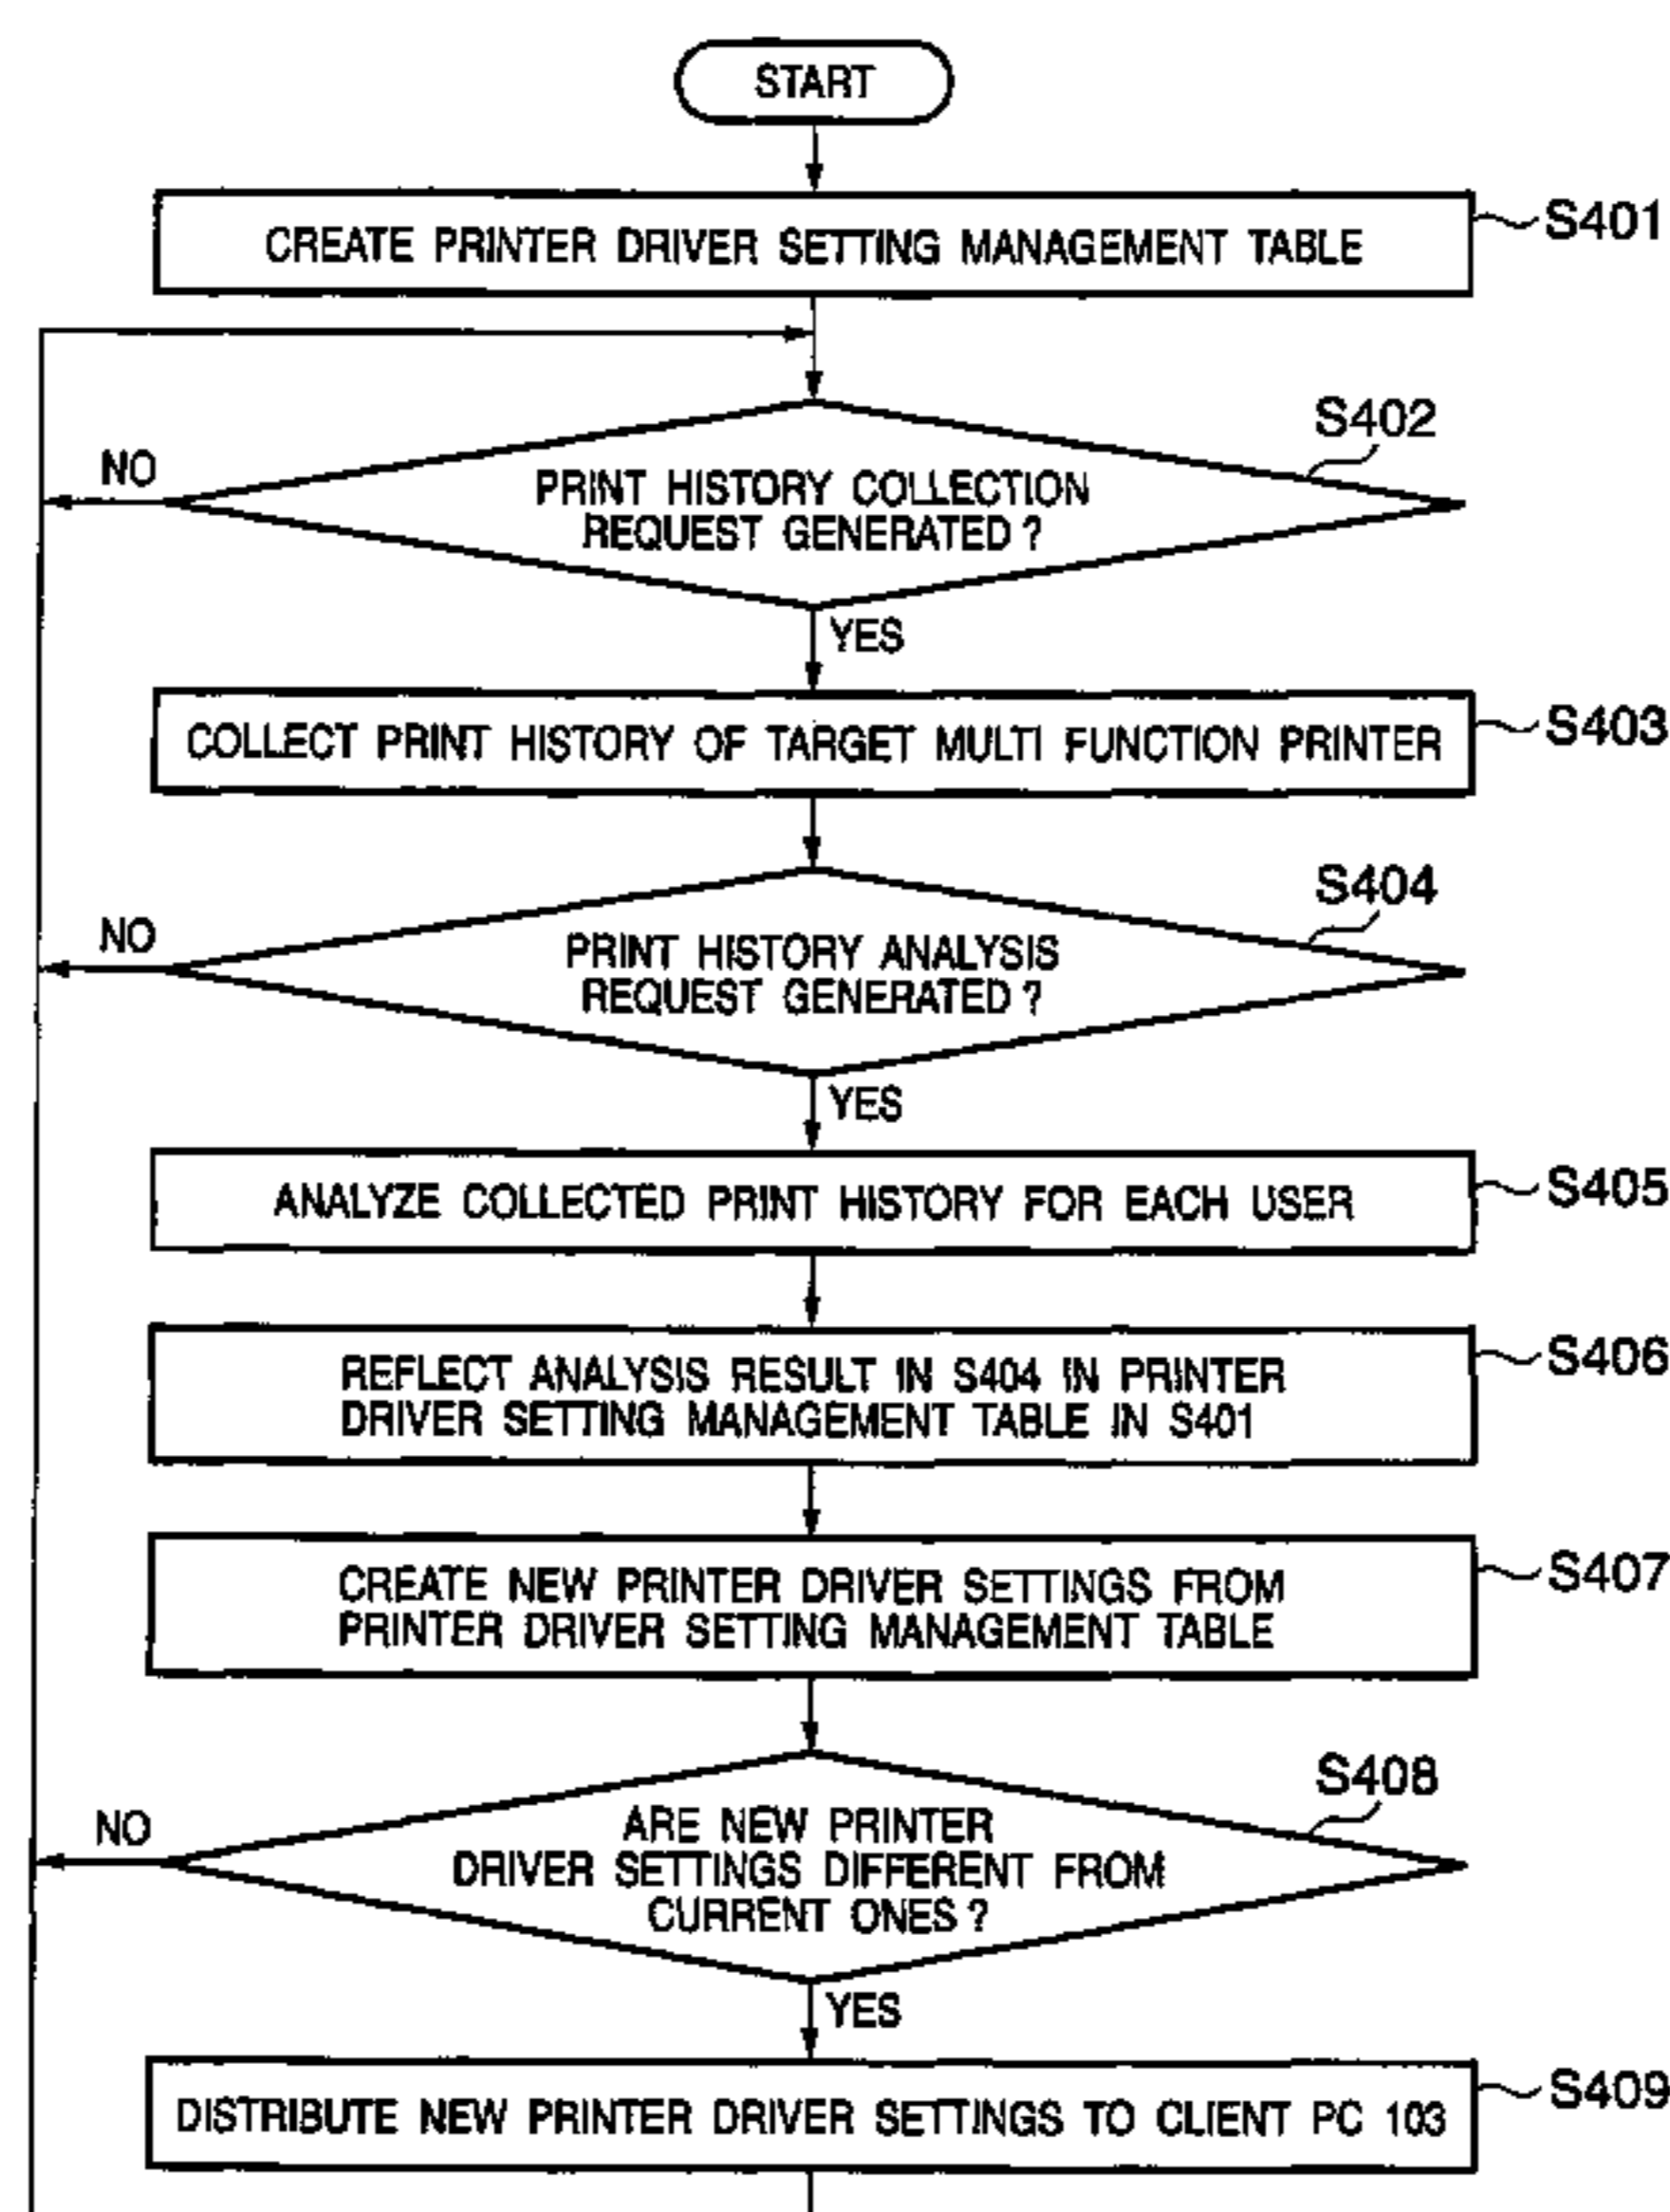 START
CREATE PRINTER DRIVER SETTING MANAGEMENT TABLE
S401
S402
NO
PRINT HISTORY COLLECTION
REQUEST GENERATED ?
YES
COLLECT PRINT HISTORY OF TARGET MULTI FUNCTION PRINTER
S403
S404
NO
PRINT HISTORY ANALYSIS
REQUEST GENERATED ?
YES
ANALYZE COLLECTED PRINT HISTORY FOR EACH USER
S405
REFLECT ANALYSIS RESULT IN S404 IN PRINTER
DRIVER SETTING MANAGEMENT TABLE IN S401
S406
CREATE NEW PRINTER DRIVER SETTINGS FROM
PRINTER DRIVER SETTING MANAGEMENT TABLE
S407
S408
NO
ARE NEW PRINTER
DRIVER SETTINGS DIFFERENT FROM
CURRENT ONES ?
YES
DISTRIBUTE NEW PRINTER DRIVER SETTINGS TO CLIENT PC 103
S409